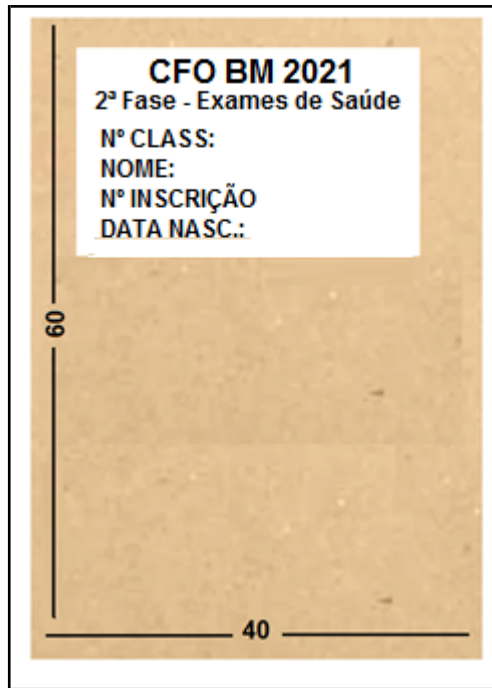 CFO BM 2021
2ª Fase - Exames de Saúde
Nº CLASS:
NOME:
Nº INSCRIÇÃO
DATA NASC.:
60
40